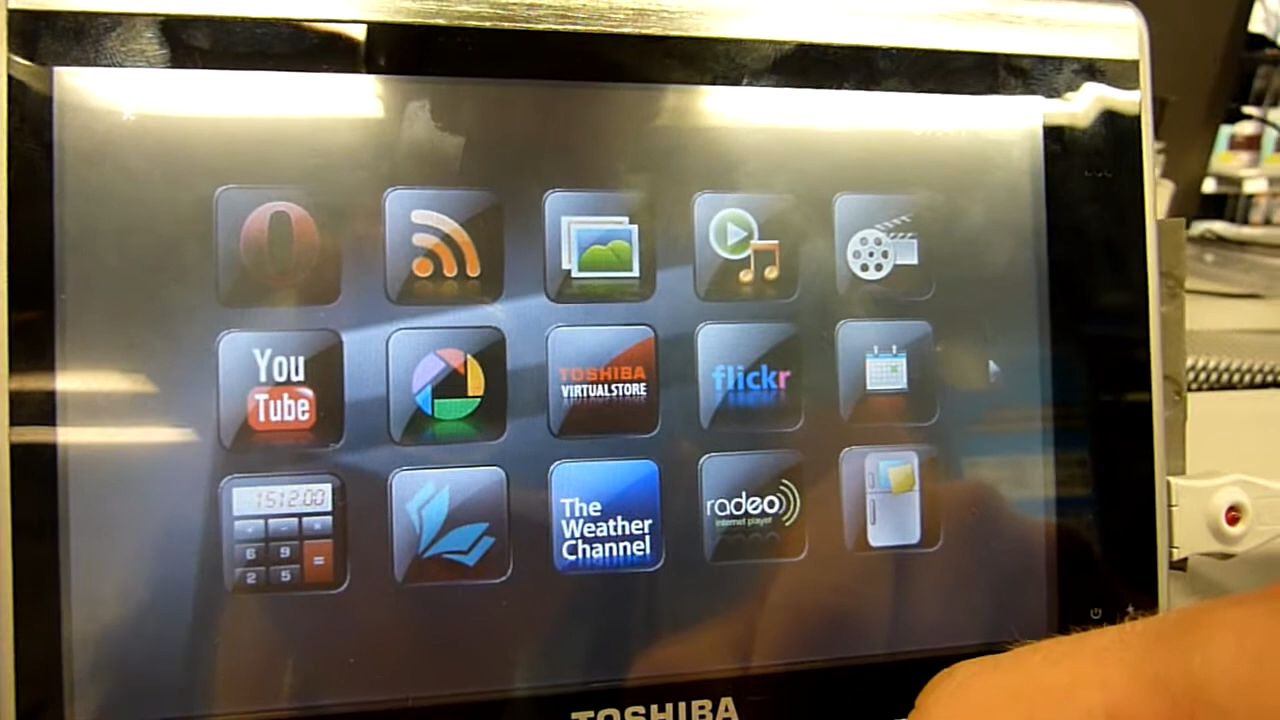 You
Tube
TOSHIBA
VIRTUALSTORE
flickr
1512:00
6 9 =
2 5
The
Weather
Channel
radeo
internet player
TOSHIBA